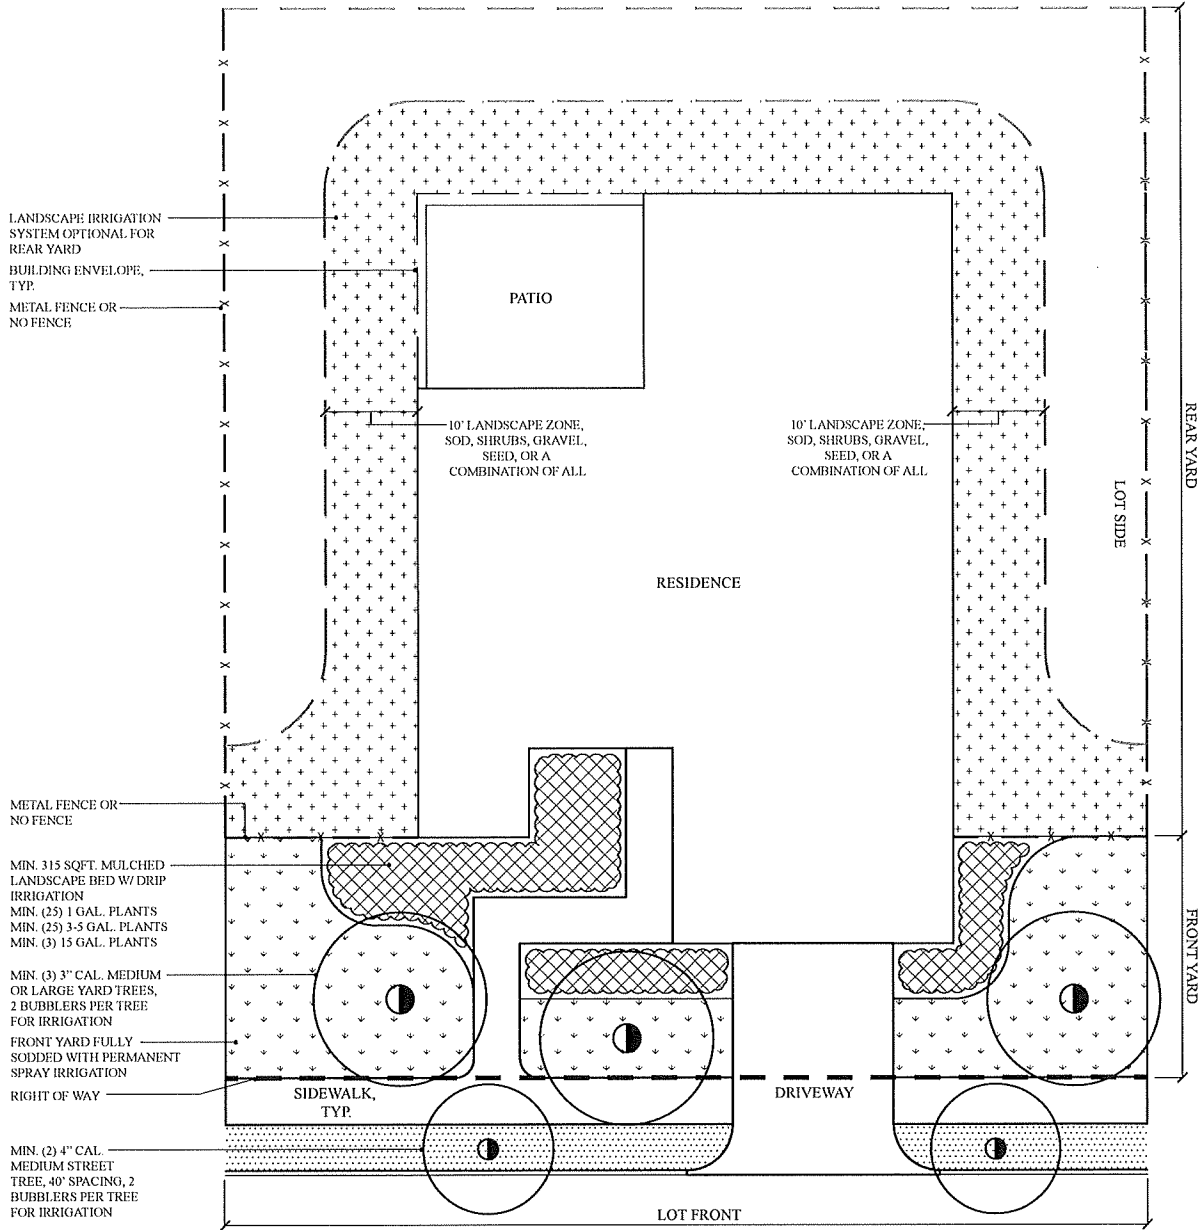 LANDSCAPE IRRIGATION
SYSTEM OPTIONAL FOR
REAR YARD
BUILDING ENVELOPE,
TYP.
METAL FENCE OR
NO FENCE
PATIO
10' LANDSCAPE ZONE,
SOD, SHRUBS, GRAVEL,
SEED, OR A
COMBINATION OF ALL
10' LANDSCAPE ZONE,
SOD, SHRUBS, GRAVEL,
SEED, OR A
COMBINATION OF ALL
REAR YARD
LOT SIDE
RESIDENCE
METAL FENCE OR
NO FENCE
MIN. 315 SQFT. MULCHED
LANDSCAPE BED W/ DRIP
IRRIGATION
MIN. (25) 1 GAL. PLANTS
MIN. (25) 3-5 GAL. PLANTS
MIN. (3) 15 GAL. PLANTS
MIN. (3) 3" CAL. MEDIUM
OR LARGE YARD TREES,
2 BUBBLERS PER TREE
FOR IRRIGATION
FRONT YARD FULLY
SODDED WITH PERMANENT
SPRAY IRRIGATION
RIGHT OF WAY
FRONT YARD
SIDEWALK,
TYP.
DRIVEWAY
MIN. (2) 4" CAL.
MEDIUM STREET
TREE, 40' SPACING, 2
BUBBLERS PER TREE
FOR IRRIGATION
LOT FRONT